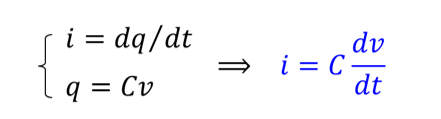 i = dq/dt
q = Cv
⟹ i = C dv/dt